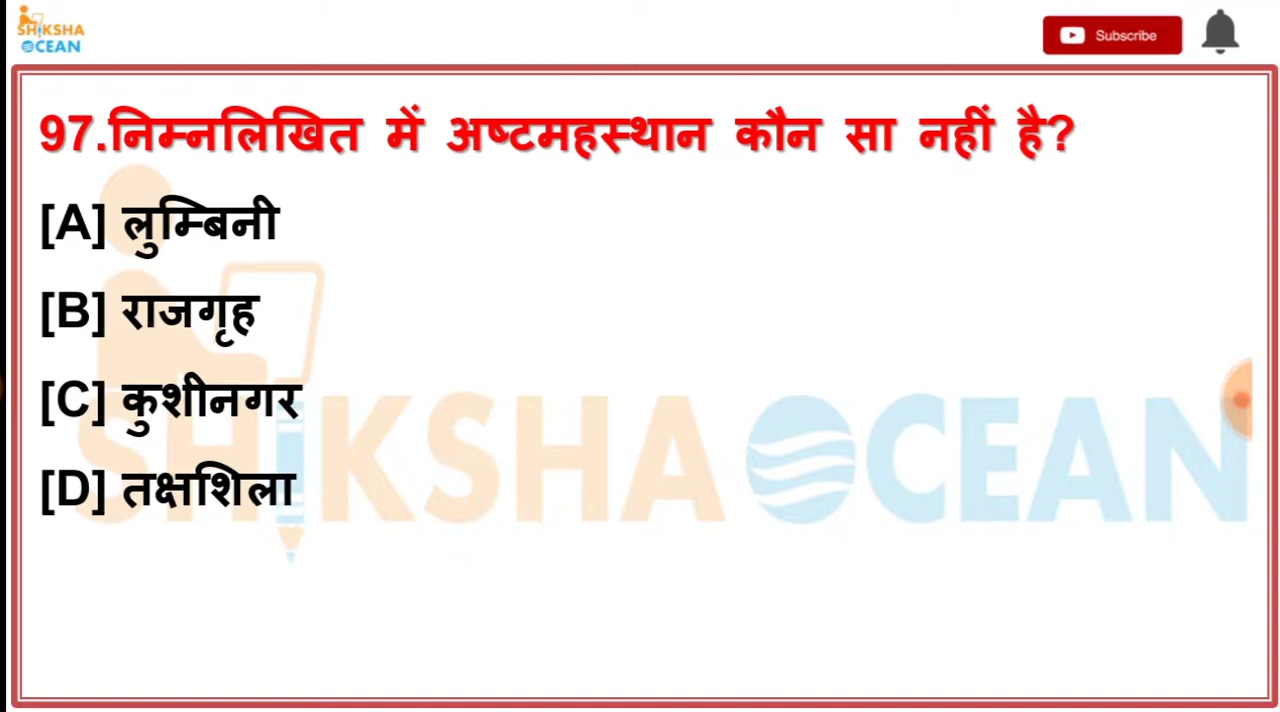 SHIKSHA
OCEAN
Subscribe
97.निम्नलिखित में अष्टमहस्थान कौन सा नहीं है?
[A] लुम्बिनी
[B] राजगृह
[C] कुशीनगर
[D] तक्षशिला
SHIKSHA OCEAN